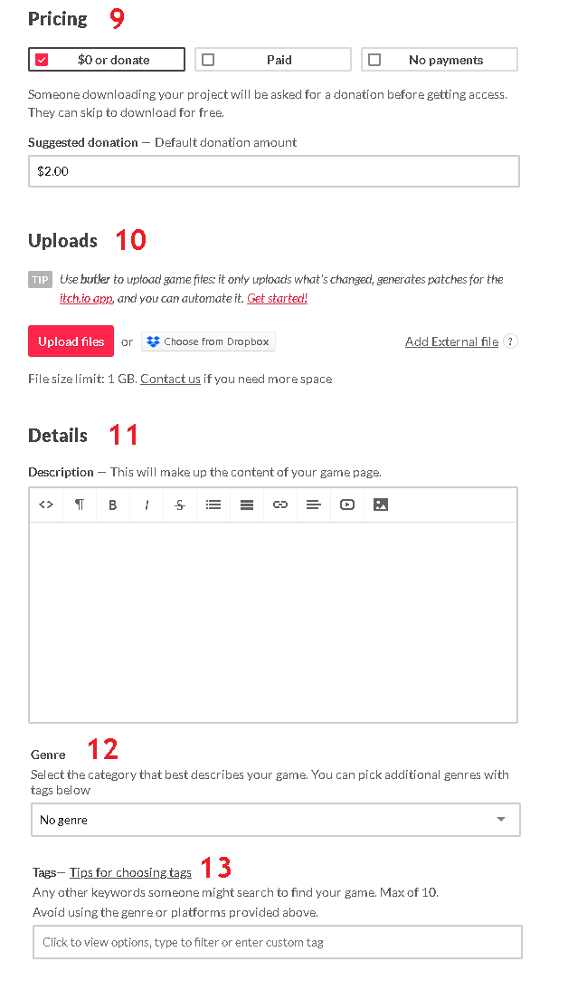 Pricing 9
$0 or donate Paid No payments
Someone downloading your project will be asked for a donation before getting access.
They can skip to download for free.
Suggested donation — Default donation amount
$2.00
Uploads 10
TIP Use butler to upload game files: it only uploads what's changed, generates patches for the
itch.io app, and you can automate it. Get started!
Upload files or Choose from Dropbox Add External file ?
File size limit: 1 GB. Contact us if you need more space
Details 11
Description — This will make up the content of your game page.
<> ¶ B I S
Genre 12
Select the category that best describes your game. You can pick additional genres with
tags below
No genre
Tags— Tips for choosing tags 13
Any other keywords someone might search to find your game. Max of 10.
Avoid using the genre or platforms provided above.
Click to view options, type to filter or enter custom tag